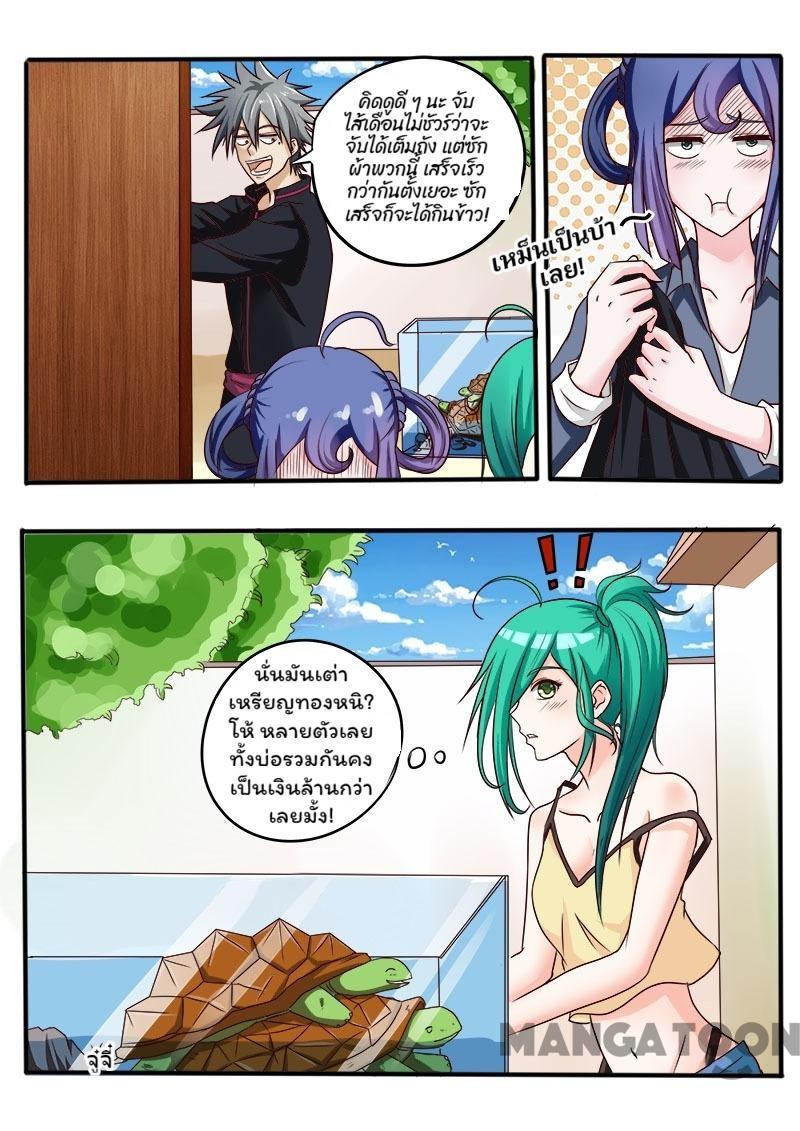 คิดดูดี ๆ นะ จับ
ไส้เดือนไม่ชัวร์ว่าจะ
จับได้เต็มถัง แต่ซัก
ผ้าพวกนี้ เสร็จเร็ว
กว่ากันตั้งเยอะ ซัก
เสร็จก็จะได้กินข้าว!
เหม็นเป็นบ้า～
เลย!
!!
นั่นมันเต่า
เหรียญทองหนิ?
โห้ หลายตัวเลย
ทั้งบ่อรวมกันคง
เป็นเงินล้านกว่า
เลยมั้ง!
MANGATOON